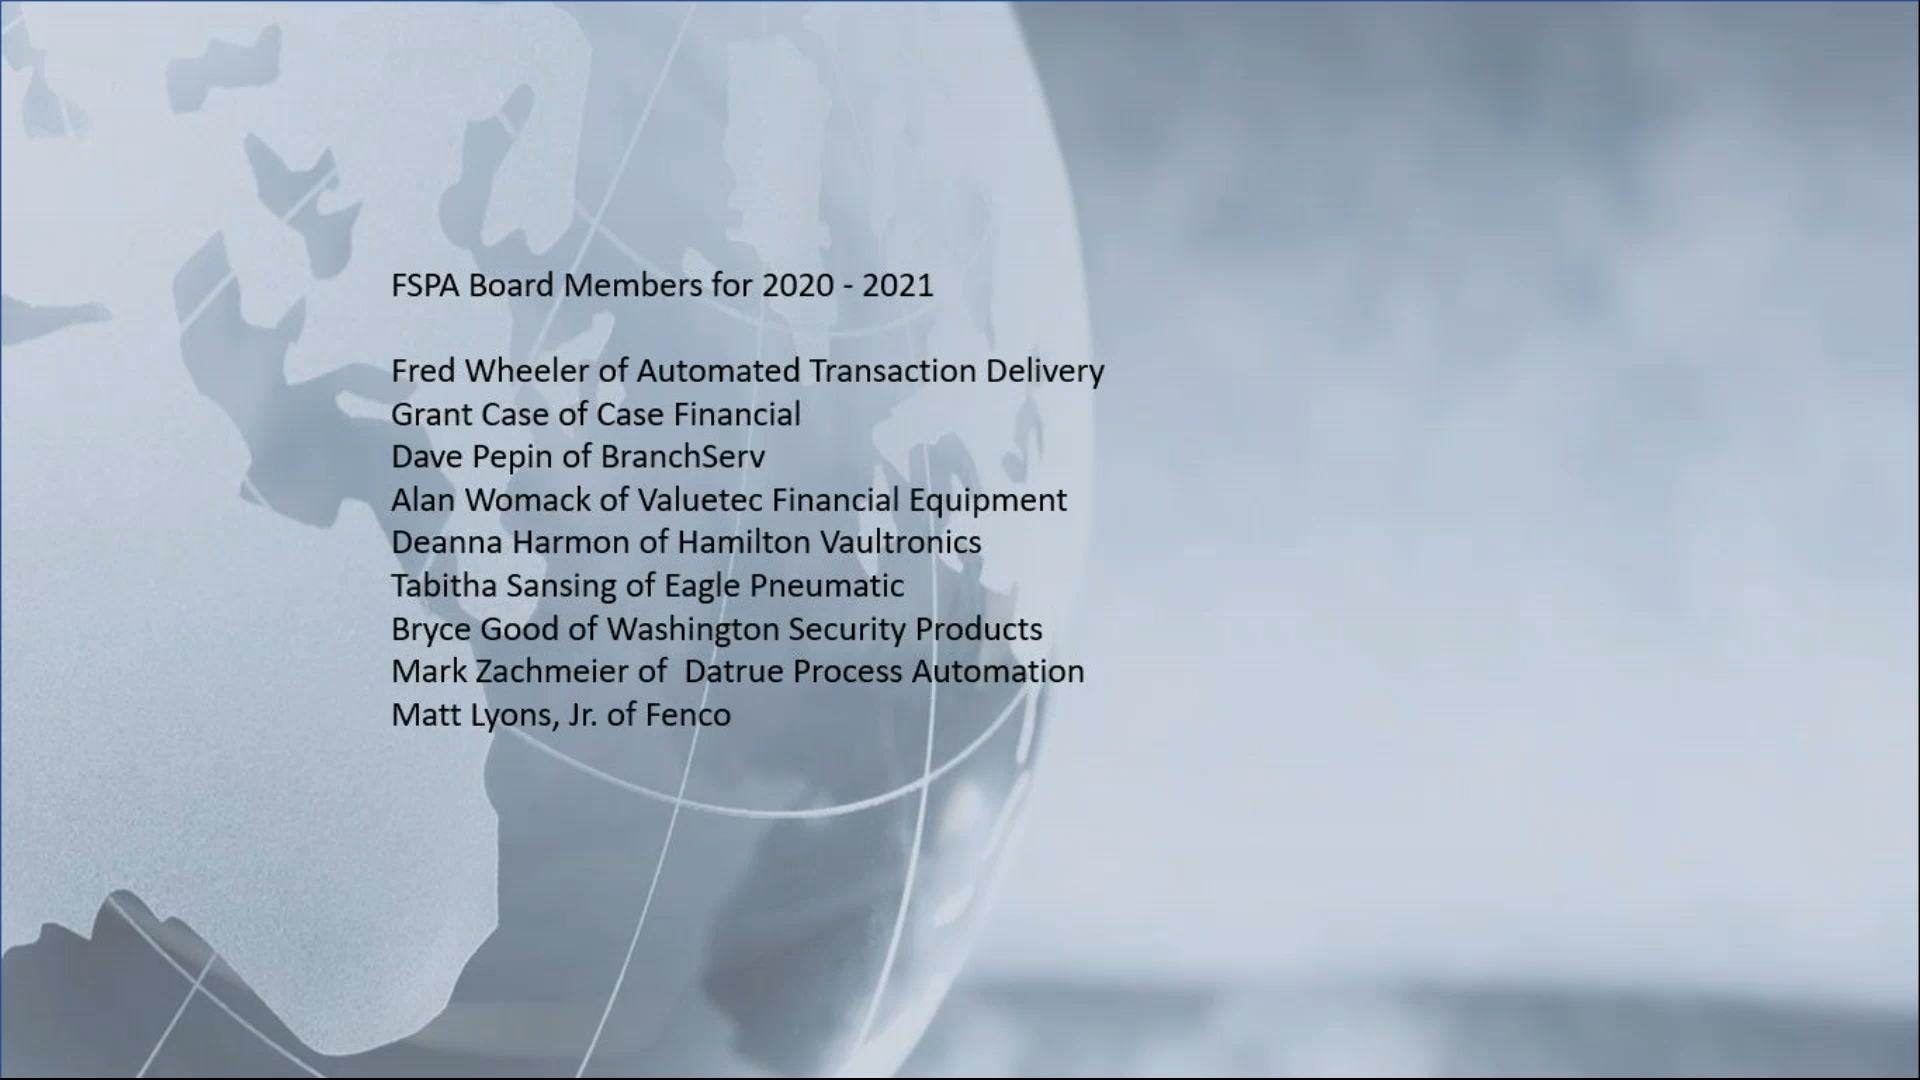 FSPA Board Members for 2020 - 2021
Fred Wheeler of Automated Transaction Delivery
Grant Case of Case Financial
Dave Pepin of BranchServ
Alan Womack of Valuetec Financial Equipment
Deanna Harmon of Hamilton Vaultronics
Tabitha Sansing of Eagle Pneumatic
Bryce Good of Washington Security Products
Mark Zachmeier of  Datrue Process Automation
Matt Lyons, Jr. of Fenco